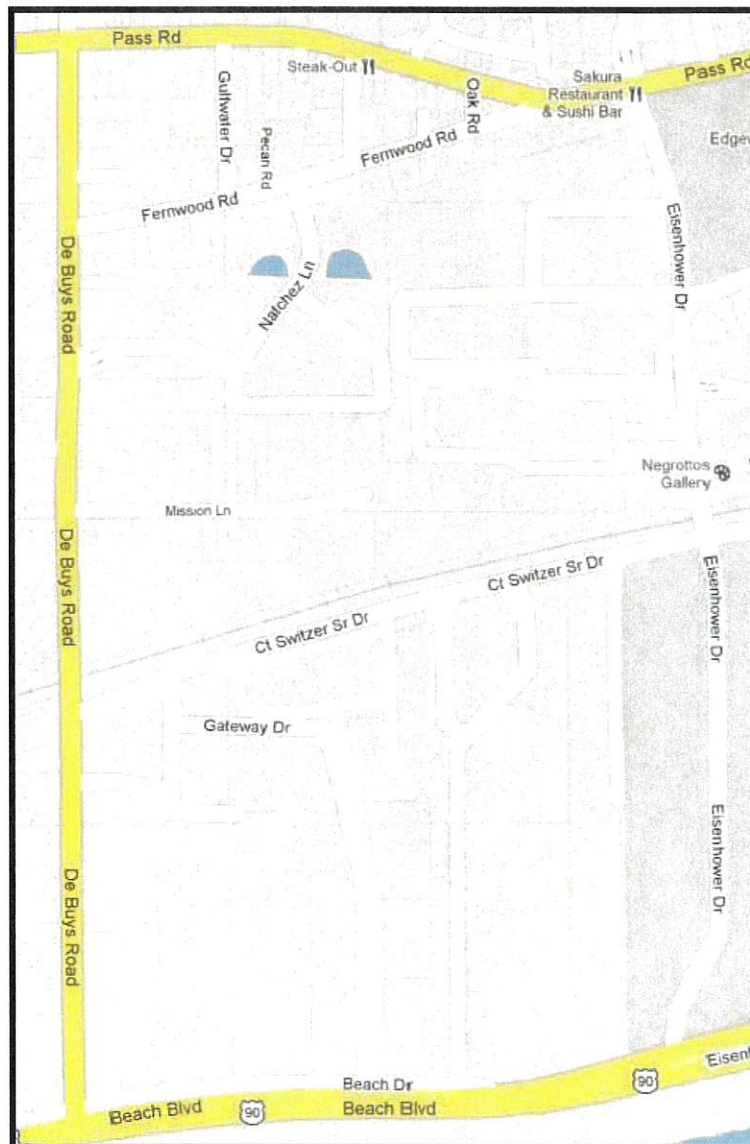 Pass Rd
Steak-Out
Sakura
Restaurant
& Sushi Bar
Pass Rd
Gulfwater Dr
Pecan Rd
Oak Rd
Fernwood Rd
Edgew
Fernwood Rd
De Buys Road
Natchez Ln
Eisenhower Dr
Negrottos
Gallery
Mission Ln
De Buys Road
Ct Switzer Sr Dr
Eisenhower Dr
Ct Switzer Sr Dr
Gateway Dr
Eisenhower Dr
De Buys Road
Beach Dr
Beach Blvd
90
Beach Blvd
90
Eisenh